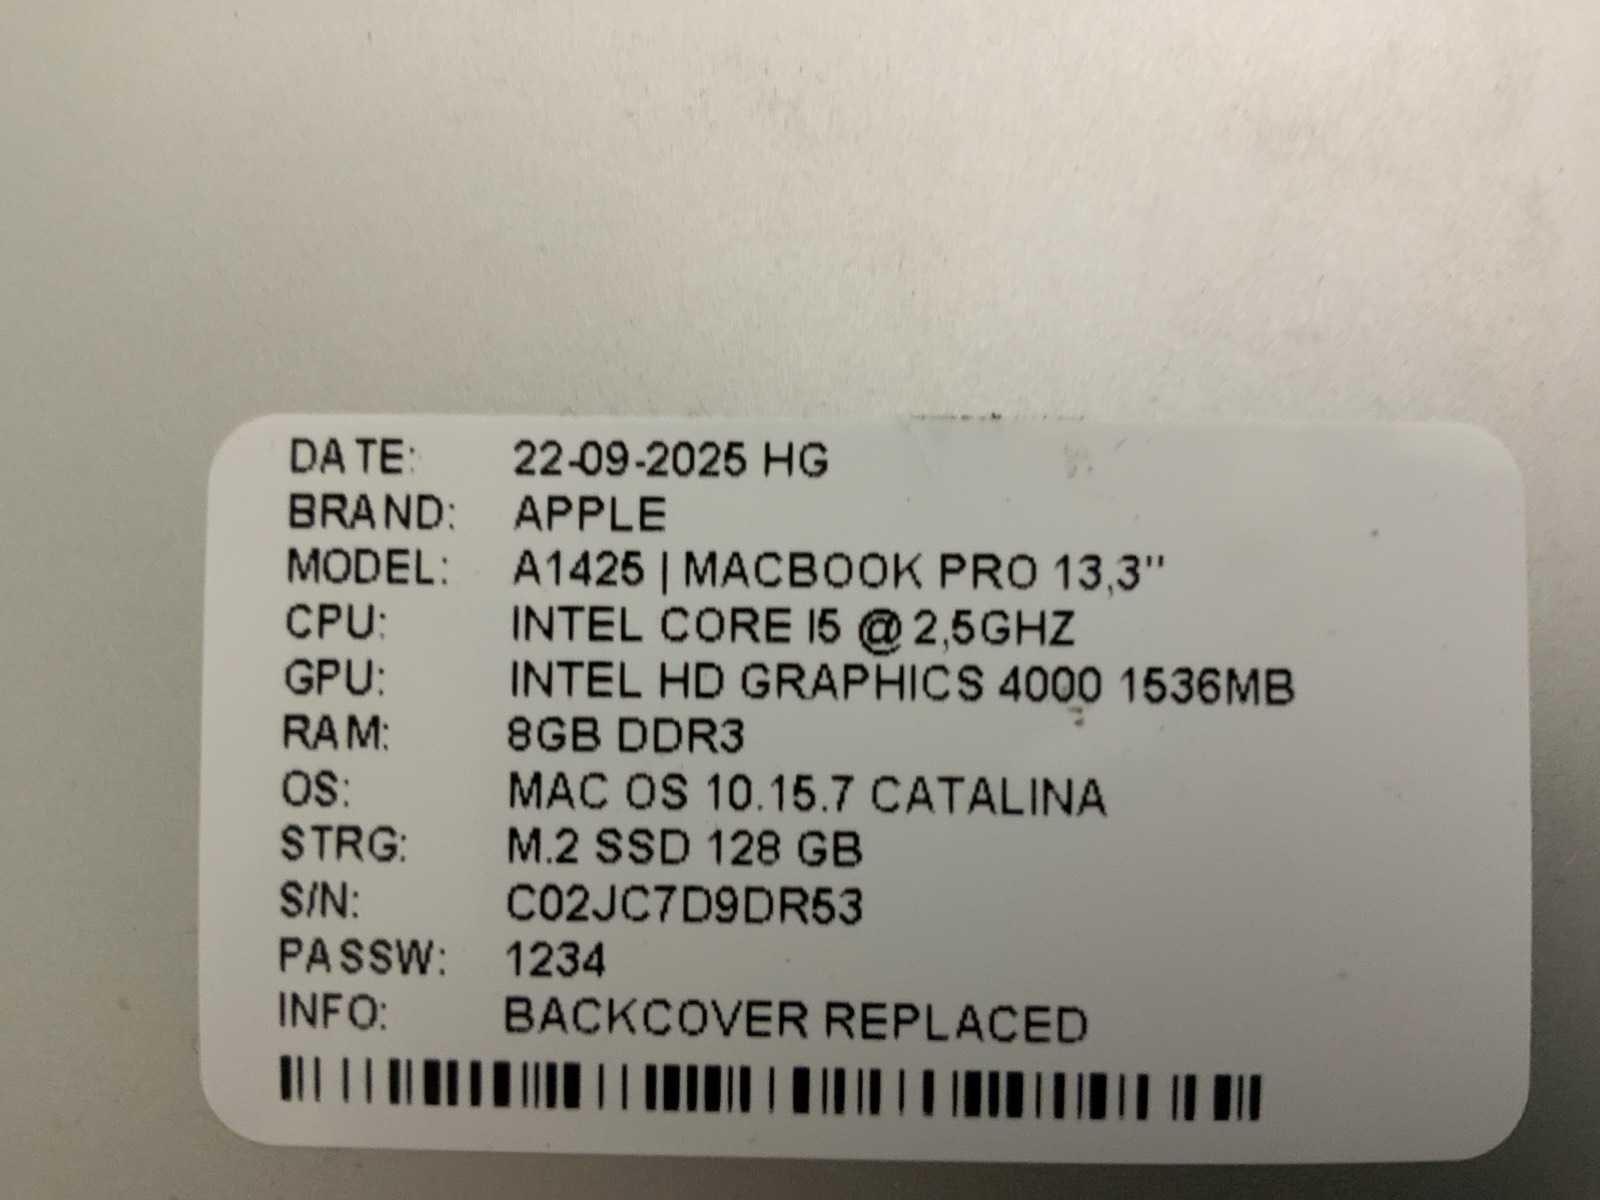 DATE: 22-09-2025 HG
BRAND: APPLE
MODEL: A1425 | MACBOOK PRO 13,3"
CPU: INTEL CORE I5 @ 2,5GHZ
GPU: INTEL HD GRAPHICS 4000 1536MB
RAM: 8GB DDR3
OS: MAC OS 10.15.7 CATALINA
STRG: M.2 SSD 128 GB
S/N: C02JC7D9DR53
PASSW: 1234
INFO: BACKCOVER REPLACED